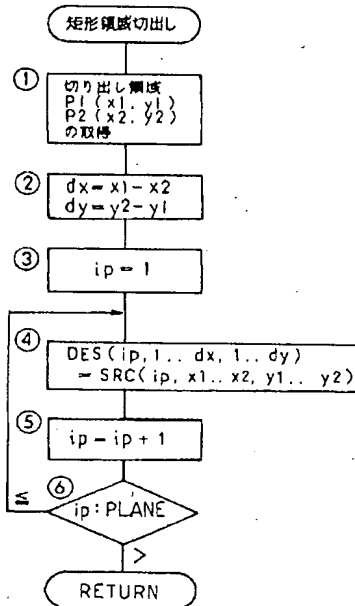 矩形領域切出し
①
切り出し領域
P1(x1, y1)
P2(x2, y2)
の取得
②
dx=x1-x2
dy=y2-y1
③
ip=1
④
DES(ip, 1..dx, 1..dy)
=SRC(ip, x1..x2, y1..y2)
⑤
ip=ip+1
⑥
≦
ip:PLANE
>
RETURN